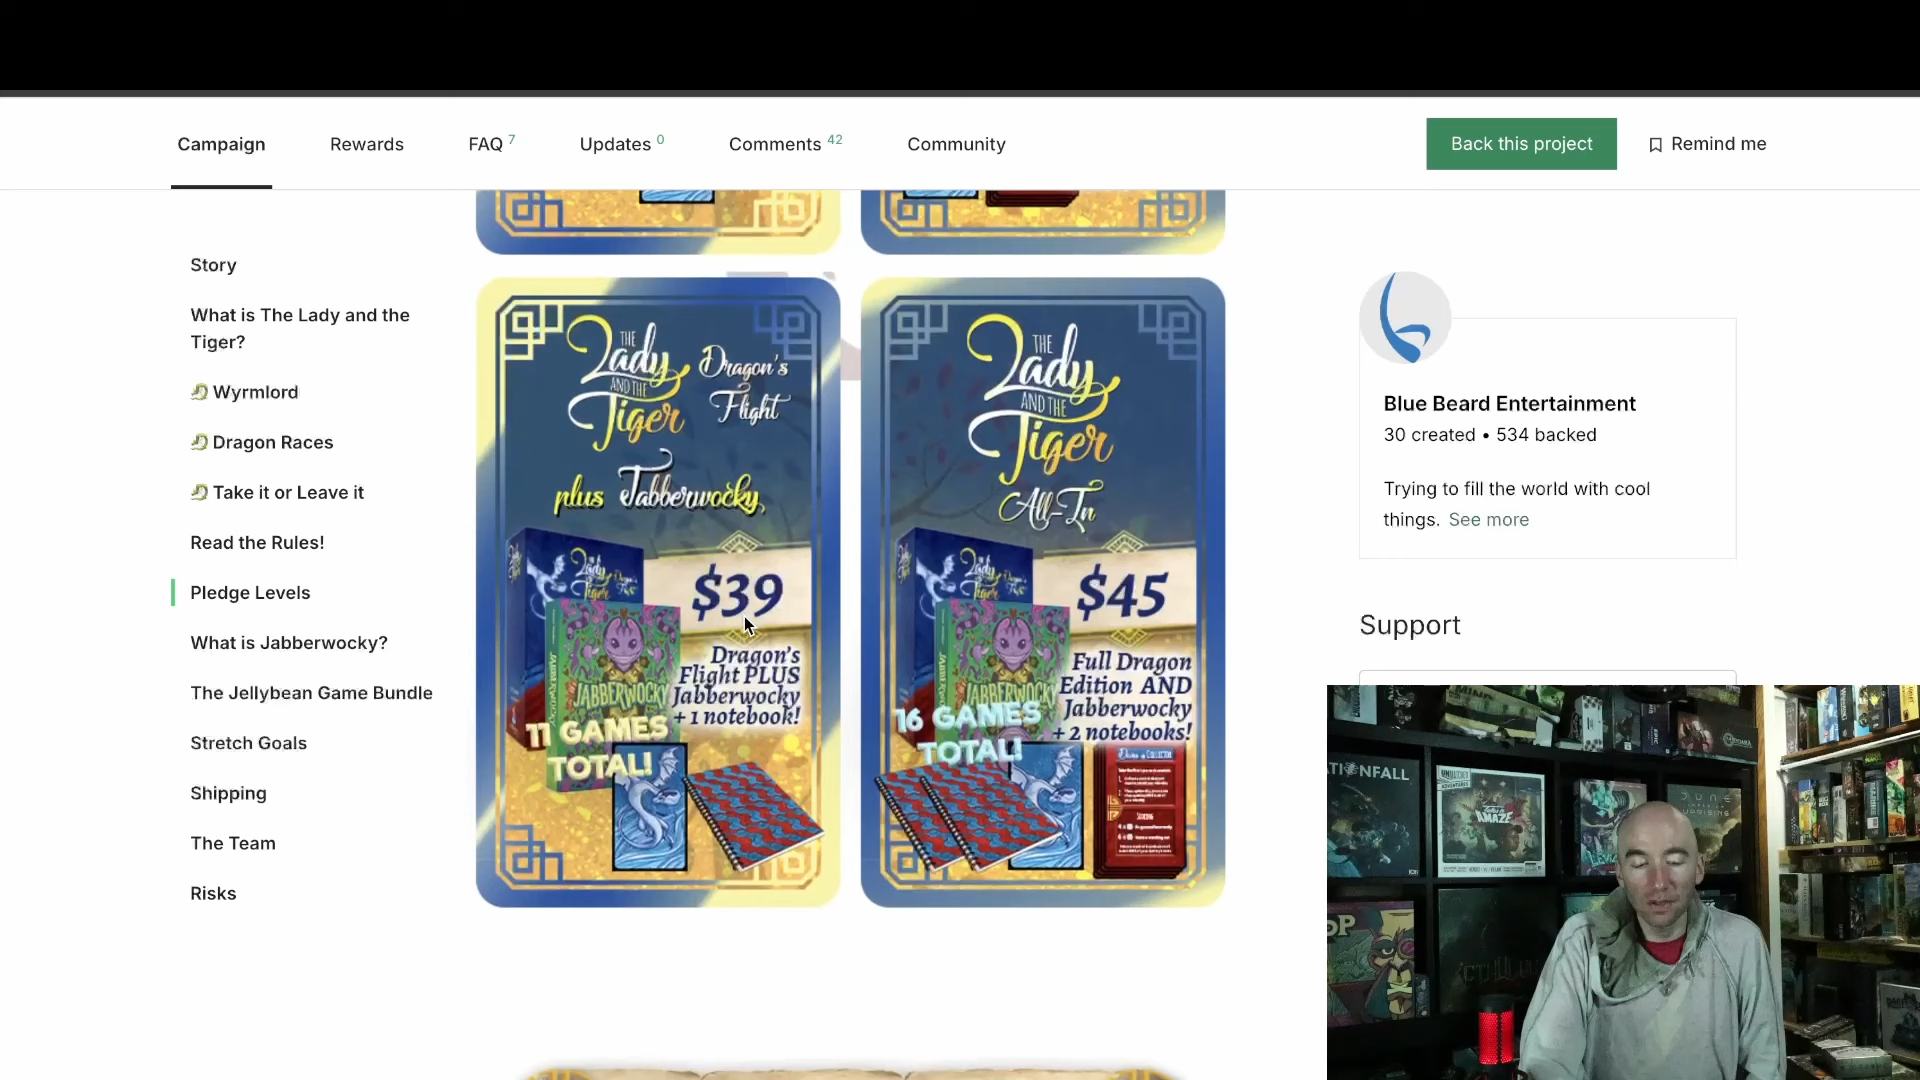 Campaign
Rewards
FAQ 7
Updates 0
Comments 42
Community
Back this project
Remind me
Story
What is The Lady and the
Tiger?
Wyrmlord
Dragon Races
Take it or Leave it
Read the Rules!
Pledge Levels
What is Jabberwocky?
The Jellybean Game Bundle
Stretch Goals
Shipping
The Team
Risks
THE
Lady
AND THE
Tiger
Dragon's
Flight
plus Jabberwocky
$39
Dragon's
Flight PLUS
Jabberwocky
+ 1 notebook!
JABBERWOCKY
11 GAMES
TOTAL!
THE
Lady
AND THE
Tiger
All-In
$45
Full Dragon
Edition AND
Jabberwocky
+ 2 notebooks!
JABBERWOCKY
16 GAMES
TOTAL!
Blue Beard Entertainment
30 created • 534 backed
Trying to fill the world with cool
things. See more
Support